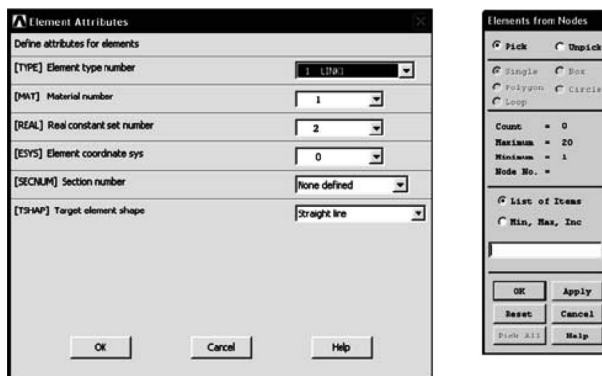 Element Attributes
Define attributes for elements
[TYPE] Element type number
1 LINK1
[MAT] Material number
1
[REAL] Real constant set number
2
[ESYS] Element coordinate sys
0
[SECNUM] Section number
None defined
[TSHAP] Target element shape
Straight line
OK
Cancel
Help
Elements from Nodes
Pick
Unpick
Single
Box
Polygon
Circle
Loop
Count = 0
Maximum = 20
Minimum = 1
Node No. =
List of Items
Min, Max, Inc
OK
Apply
Reset
Cancel
Pick All
Help